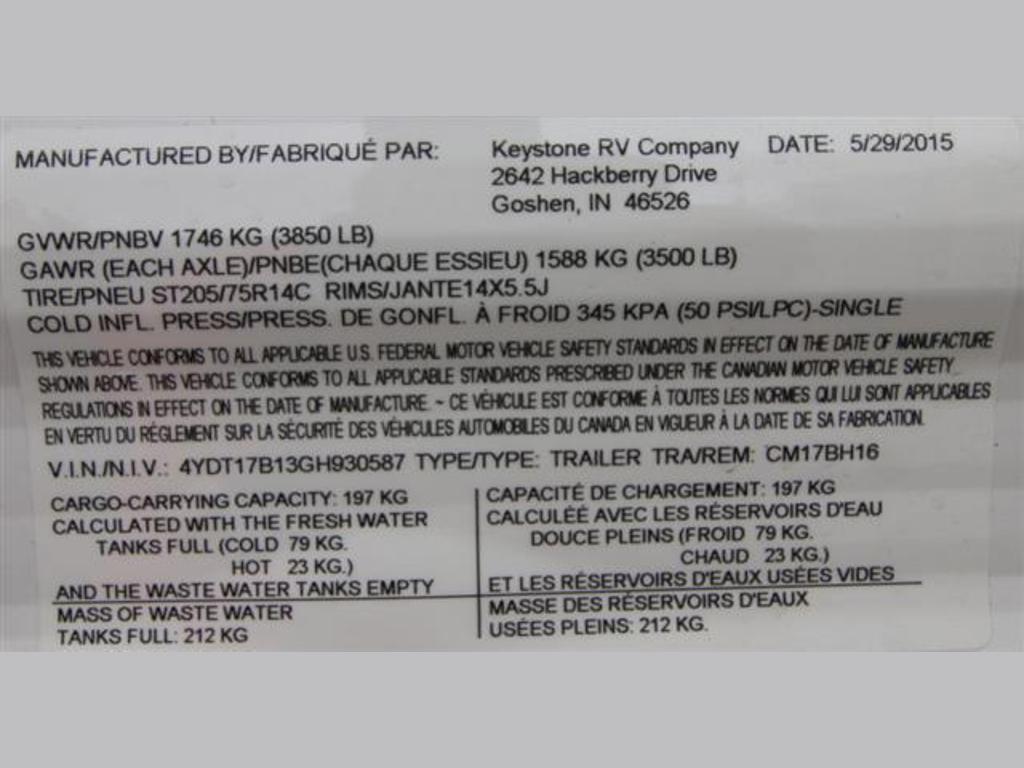 MANUFACTURED BY/FABRIQUÉ PAR: Keystone RV Company DATE: 5/29/2015
2642 Hackberry Drive
Goshen, IN 46526
GVWR/PNBV 1746 KG (3850 LB)
GAWR (EACH AXLE)/PNBE(CHAQUE ESSIEU) 1588 KG (3500 LB)
TIRE/PNEU ST205/75R14C RIMS/JANTE14X5.5J
COLD INFL. PRESS/PRESS. DE GONFL. À FROID 345 KPA (50 PSI/LPC)-SINGLE
THIS VEHICLE CONFORMS TO ALL APPLICABLE U.S. FEDERAL MOTOR VEHICLE SAFETY STANDARDS IN EFFECT ON THE DATE OF MANUFACTURE
SHOWN ABOVE. THIS VEHICLE CONFORMS TO ALL APPLICABLE STANDARDS PRESCRIBED UNDER THE CANADIAN MOTOR VEHICLE SAFETY
REGULATIONS IN EFFECT ON THE DATE OF MANUFACTURE. ~ CE VÉHICULE EST CONFORME À TOUTES LES NORMES QUI LUI SONT APPLICABLES
EN VERTU DU RÉGLEMENT SUR LA SÉCURITÉ DES VÉHICULES AUTOMOBILES DU CANADA EN VIGUEUR À LA DATE DE SA FABRICATION.
V.I.N./N.I.V.: 4YDT17B13GH930587 TYPE/TYPE: TRAILER TRA/REM: CM17BH16
CARGO-CARRYING CAPACITY: 197 KG
CALCULATED WITH THE FRESH WATER
TANKS FULL (COLD 79 KG.
HOT 23 KG.)
AND THE WASTE WATER TANKS EMPTY
MASS OF WASTE WATER
TANKS FULL: 212 KG
CAPACITÉ DE CHARGEMENT: 197 KG
CALCULÉE AVEC LES RÉSERVOIRS D'EAU
DOUCE PLEINS (FROID 79 KG.
CHAUD 23 KG.)
ET LES RÉSERVOIRS D'EAUX USÉES VIDES
MASSE DES RÉSERVOIRS D'EAUX
USÉES PLEINS: 212 KG.